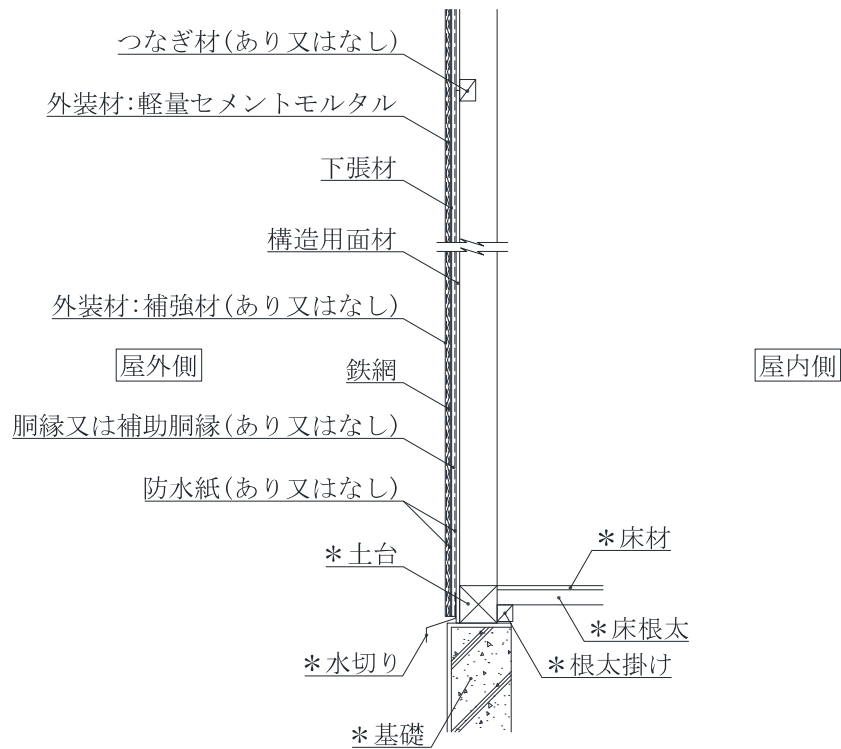 つなぎ材(あり又はなし)
外装材:軽量セメントモルタル
下張材
構造用面材
外装材:補強材(あり又はなし)
屋外側
鉄網
屋内側
胴縁又は補助胴縁(あり又はなし)
防水紙(あり又はなし)
*土台
*床材
*床根太
*水切り
*根太掛け
*基礎